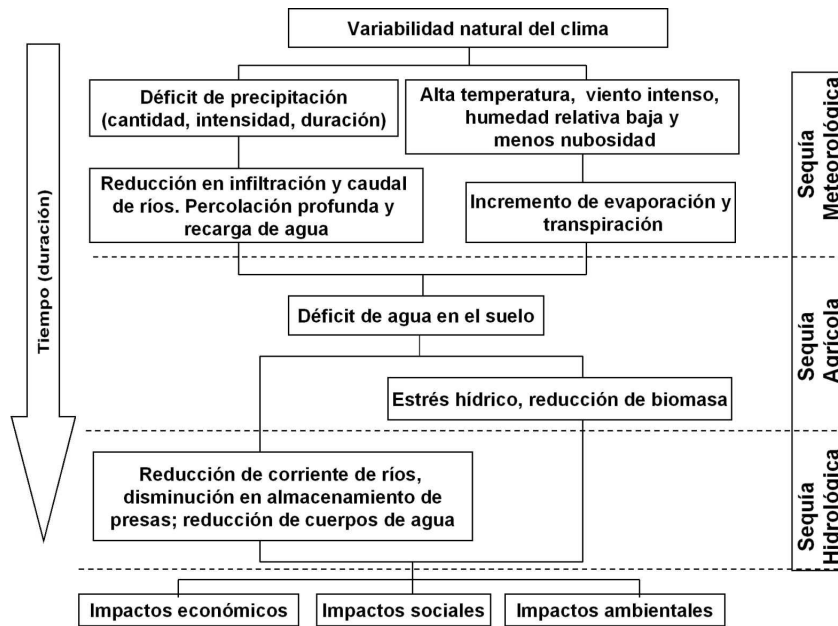 Variabilidad natural del clima
Déficit de precipitación
(cantidad, intensidad, duración)
Alta temperatura, viento intenso,
humedad relativa baja y
menos nubosidad
Reducción en infiltración y caudal
de ríos. Percolación profunda y
recarga de agua
Incremento de evaporación y
transpiración
Sequía
Meteorológica
Tiempo (duración)
Déficit de agua en el suelo
Estrés hídrico, reducción de biomasa
Sequía
Agrícola
Reducción de corriente de ríos,
disminución en almacenamiento de
presas; reducción de cuerpos de agua
Sequía
Hidrológica
Impactos económicos
Impactos sociales
Impactos ambientales